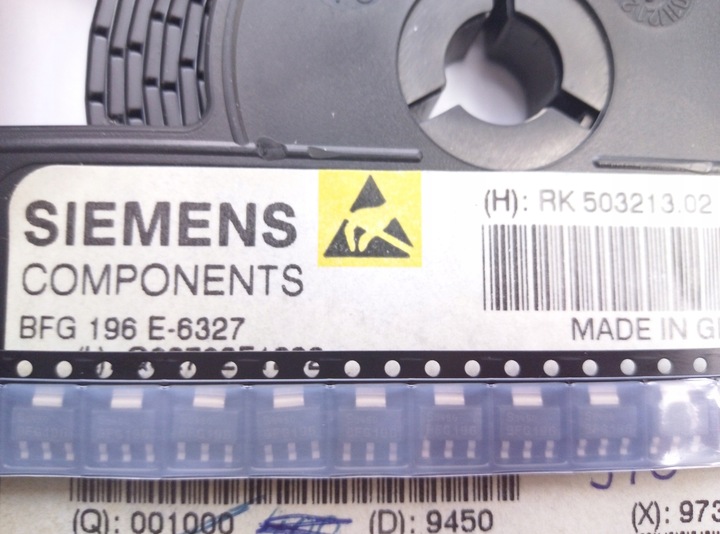 SIEMENS
COMPONENTS
(H): RK 503213.02
BFG 196 E-6327
MADE IN G
(Q): 001000
(D): 9450
(X): 973